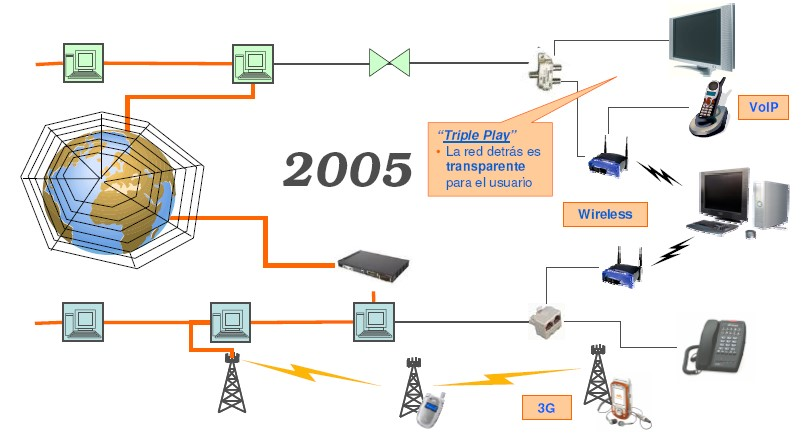 VoIP
“Triple Play”
• La red detrás es
transparente
para el usuario
2005
Wireless
3G